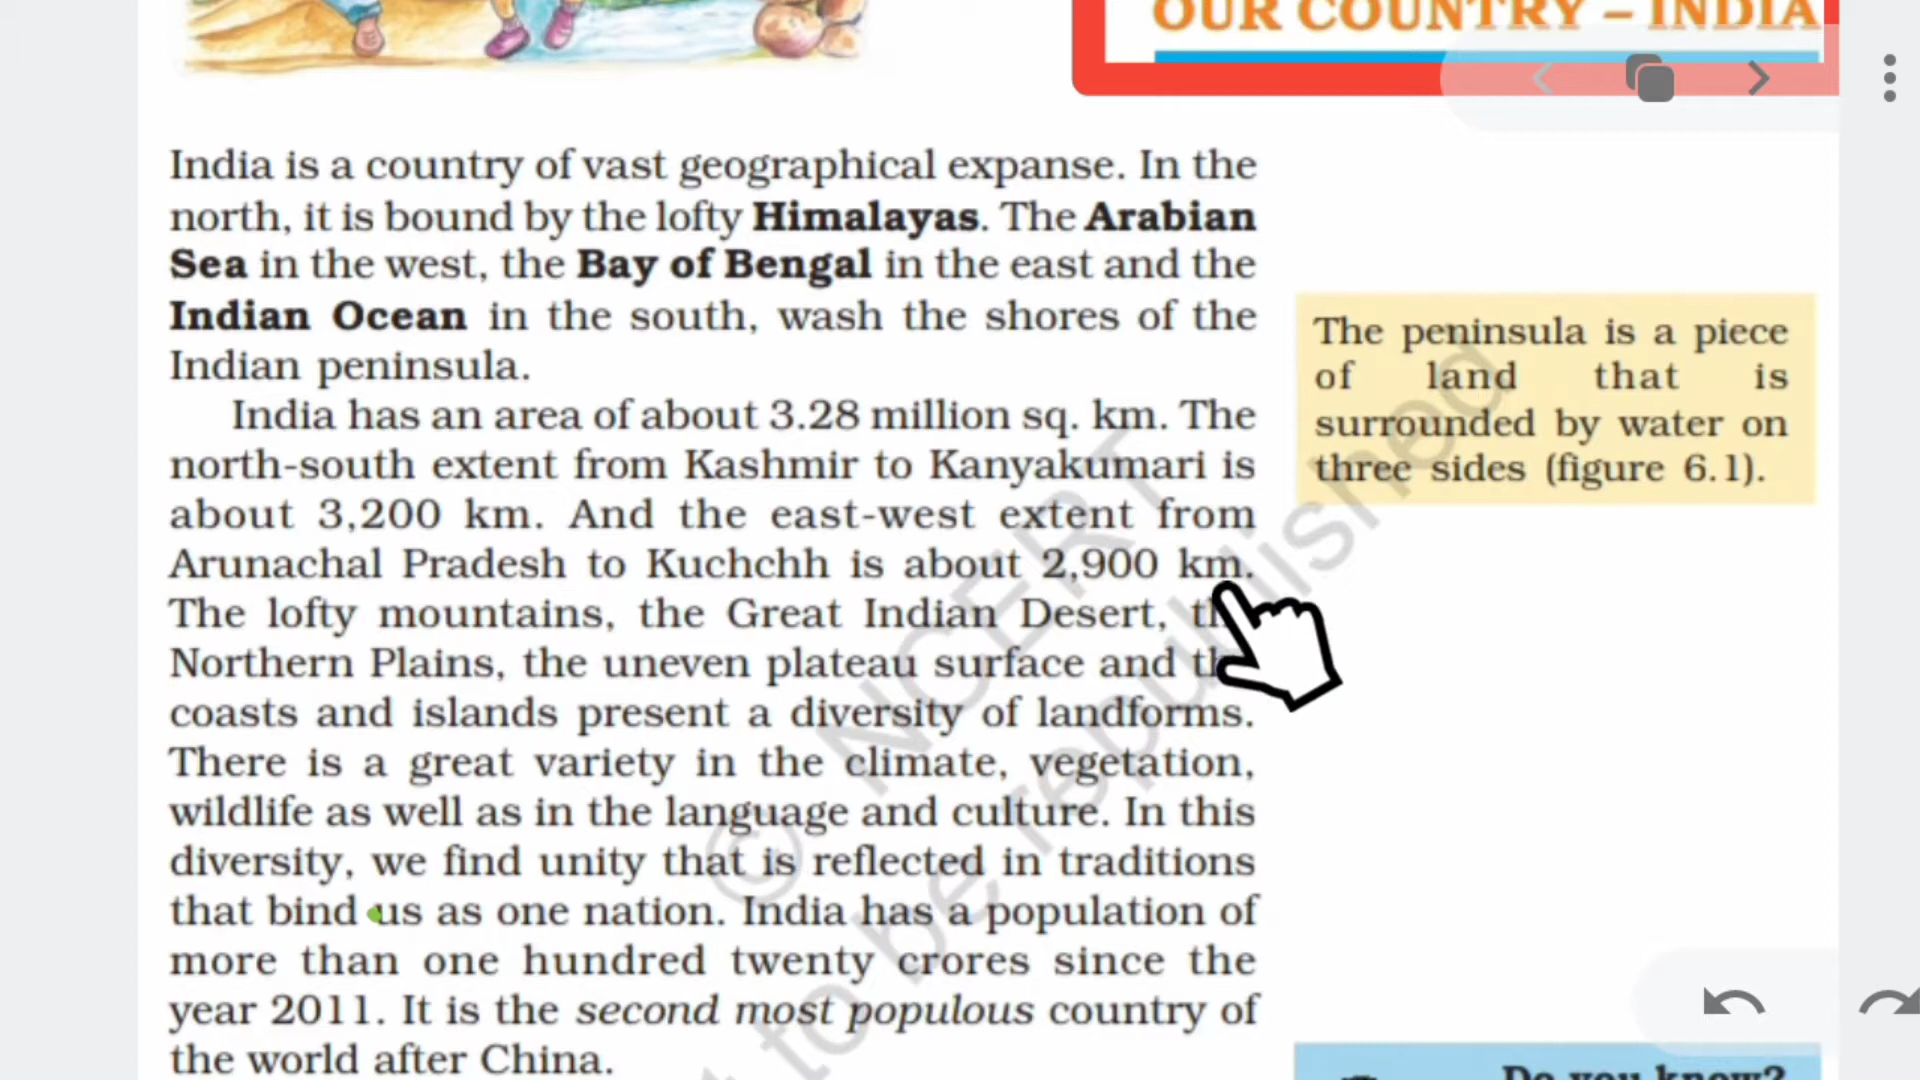 OUR COUNTRY – INDIA
India is a country of vast geographical expanse. In the
north, it is bound by the lofty Himalayas. The Arabian
Sea in the west, the Bay of Bengal in the east and the
Indian Ocean in the south, wash the shores of the
Indian peninsula.
India has an area of about 3.28 million sq. km. The
north-south extent from Kashmir to Kanyakumari is
about 3,200 km. And the east-west extent from
Arunachal Pradesh to Kuchchh is about 2,900 km.
The lofty mountains, the Great Indian Desert,
Northern Plains, the uneven plateau surface and
coasts and islands present a diversity of landforms.
There is a great variety in the climate, vegetation,
wildlife as well as in the language and culture. In this
diversity, we find unity that is reflected in traditions
that bind us as one nation. India has a population of
more than one hundred twenty crores since the
year 2011. It is the second most populous country of
the world after China.
The peninsula is a piece
of land that is
surrounded by water on
three sides (figure 6.1).
Do you know?
© NCERT
to be republished